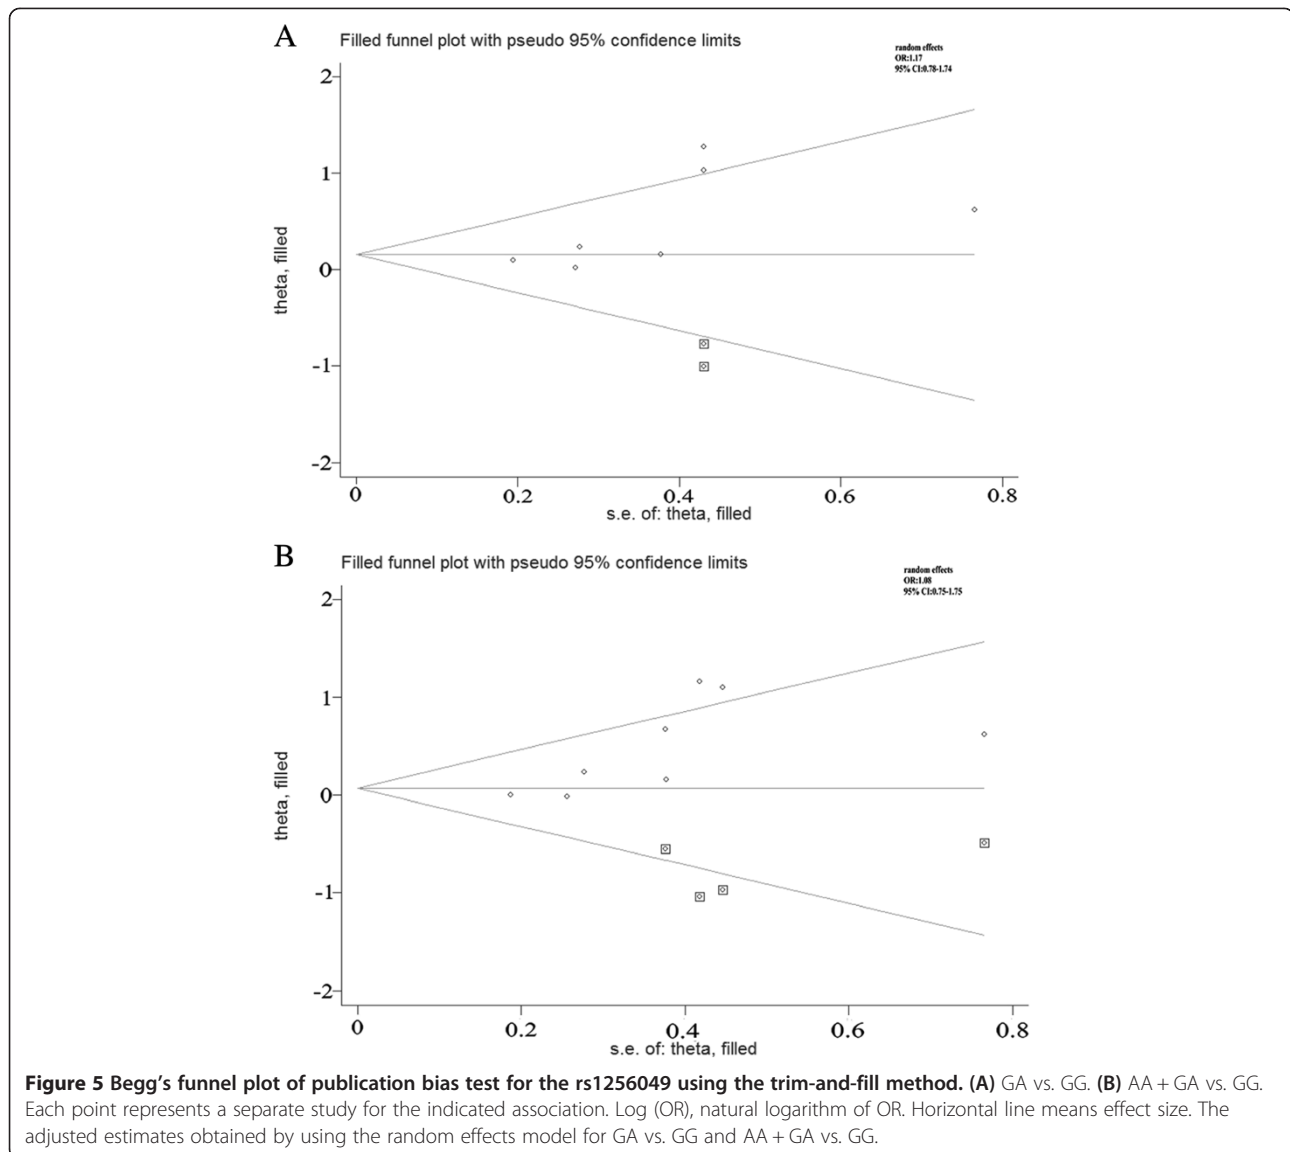 A
Filled funnel plot with pseudo 95% confidence limits
random effects
OR:1.17
95% CI:0.78-1.74
2
1
0
-1
-2
theta, filled
0 0.2 0.4 0.6 0.8
s.e. of: theta, filled
B
Filled funnel plot with pseudo 95% confidence limits
random effects
OR:1.08
95% CI:0.75-1.75
2
1
0
-1
-2
theta, filled
0 0.2 0.4 0.6 0.8
s.e. of: theta, filled
Figure 5 Begg's funnel plot of publication bias test for the rs1256049 using the trim-and-fill method. (A) GA vs. GG. (B) AA + GA vs. GG.
Each point represents a separate study for the indicated association. Log (OR), natural logarithm of OR. Horizontal line means effect size. The
adjusted estimates obtained by using the random effects model for GA vs. GG and AA + GA vs. GG.